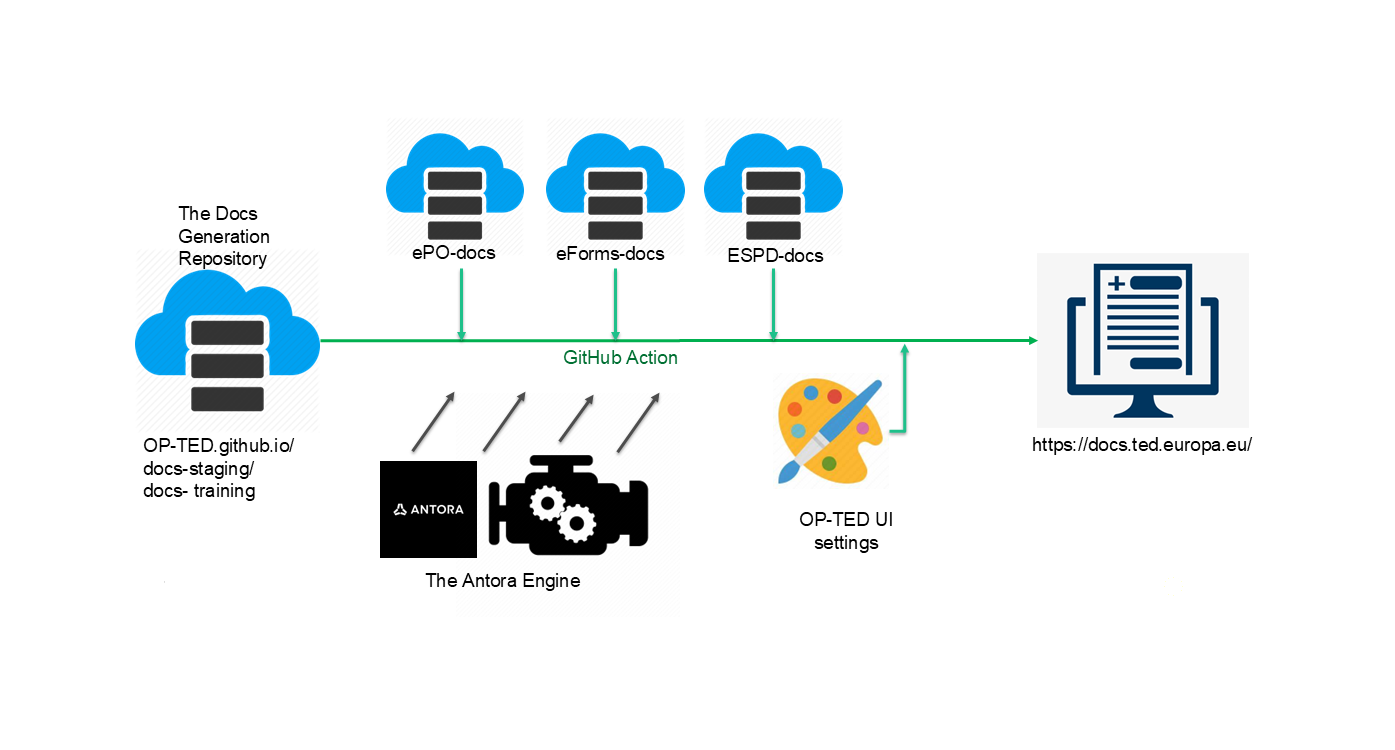 The Docs
Generation
Repository
ePO-docs
eForms-docs
ESPD-docs
GitHub Action
OP-TED.github.io/
docs-staging/
docs- training
ANTORA
The Antora Engine
OP-TED UI
settings
https://docs.ted.europa.eu/